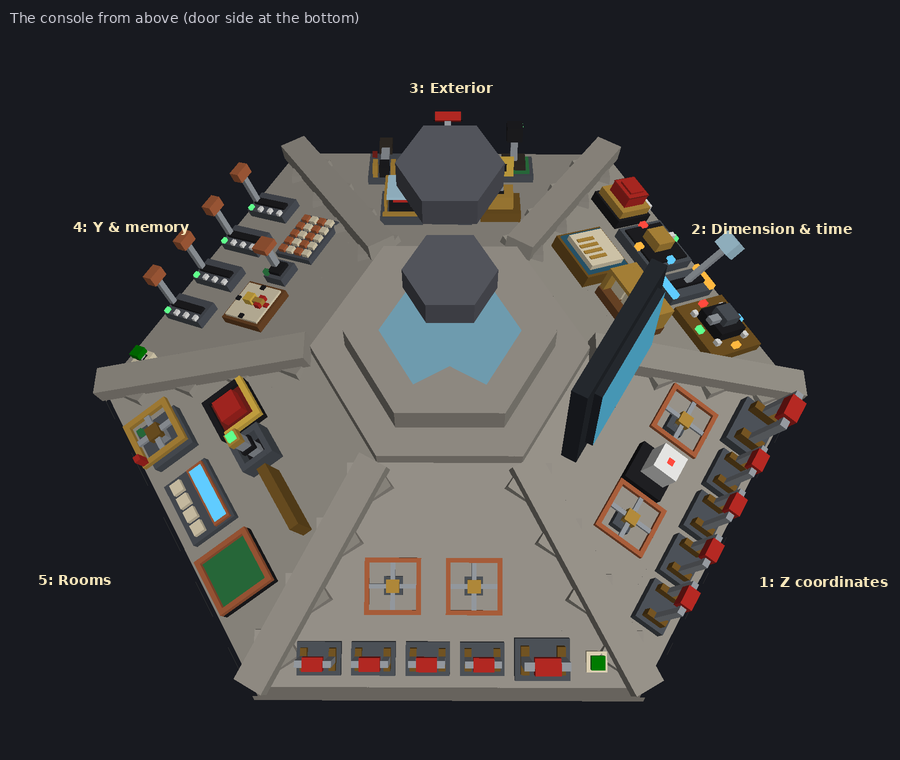 The console from above (door side at the bottom)
3: Exterior
4: Y & memory
2: Dimension & time
5: Rooms
1: Z coordinates